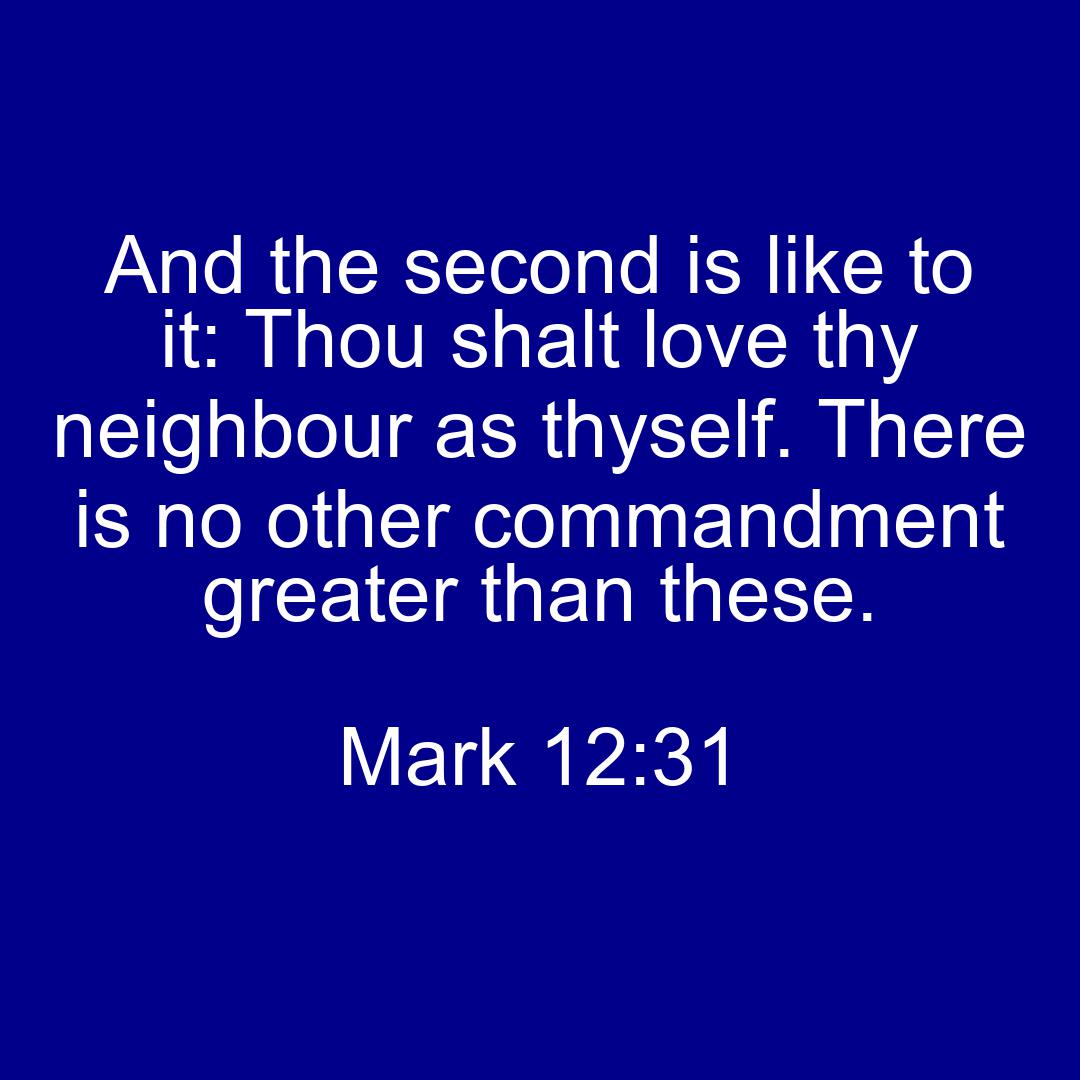 And the second is like to
it: Thou shalt love thy
neighbour as thyself. There
is no other commandment
greater than these.
Mark 12:31